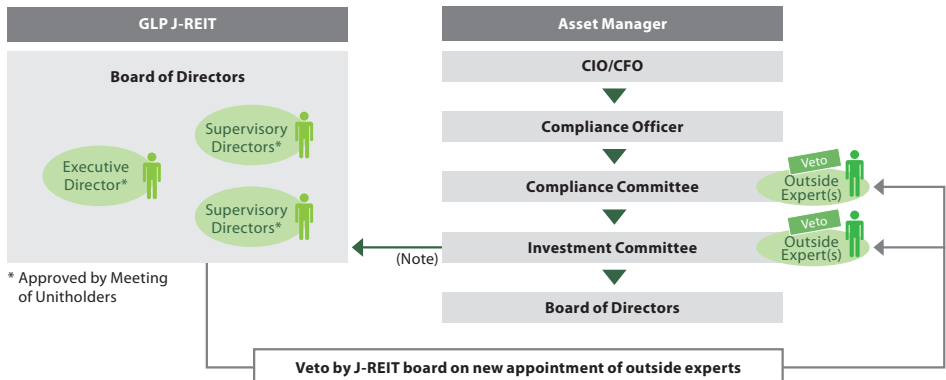 GLP J-REIT
Board of Directors
Supervisory
Directors*
Executive
Director*
Supervisory
Directors*
* Approved by Meeting
of Unitholders
(Note)
Asset Manager
CIO/CFO
Compliance Officer
Compliance Committee
Veto
Outside
Expert(s)
Investment Committee
Veto
Outside
Expert(s)
Board of Directors
Veto by J-REIT board on new appointment of outside experts